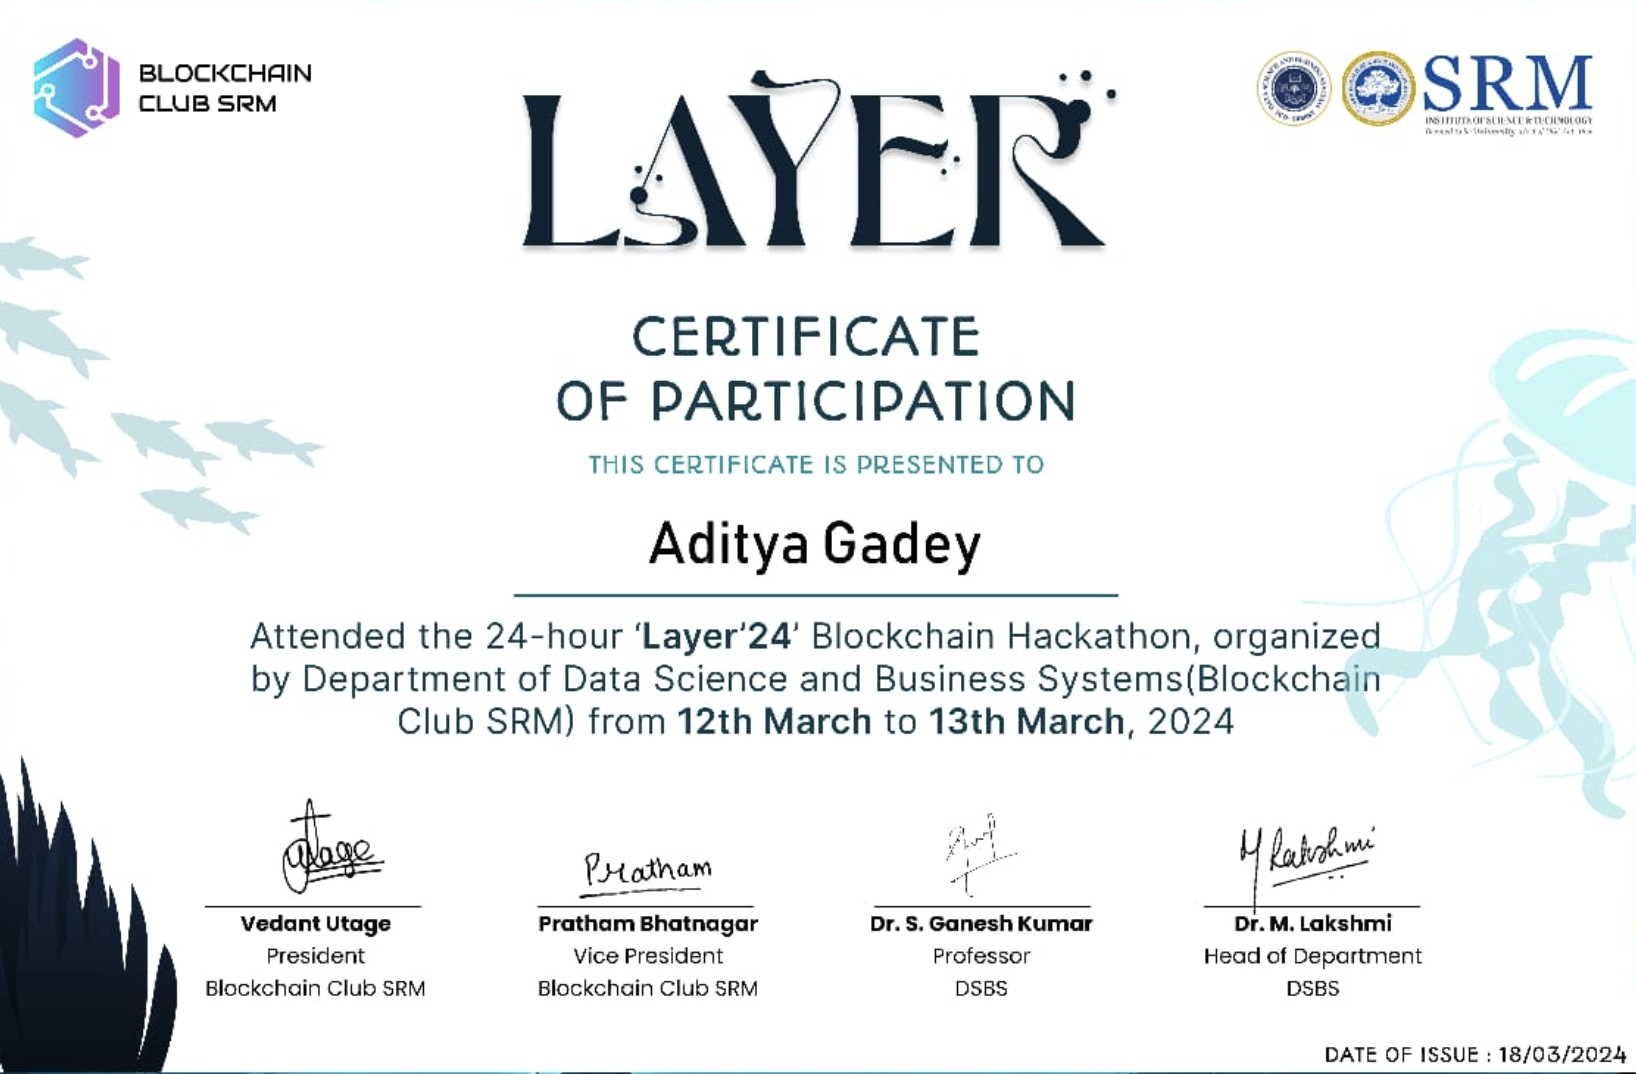 BLOCKCHAIN
CLUB SRM
LAYER
SRM
INSTITUTE OF SCIENCE & TECHNOLOGY
CERTIFICATE
OF PARTICIPATION
THIS CERTIFICATE IS PRESENTED TO
Aditya Gadey
Attended the 24-hour ‘Layer’24’ Blockchain Hackathon, organized
by Department of Data Science and Business Systems(Blockchain
Club SRM) from 12th March to 13th March, 2024
Utage
Pratham
M Lakshmi
Vedant Utage
President
Blockchain Club SRM
Pratham Bhatnagar
Vice President
Blockchain Club SRM
Dr. S. Ganesh Kumar
Professor
DSBS
Dr. M. Lakshmi
Head of Department
DSBS
DATE OF ISSUE : 18/03/2024